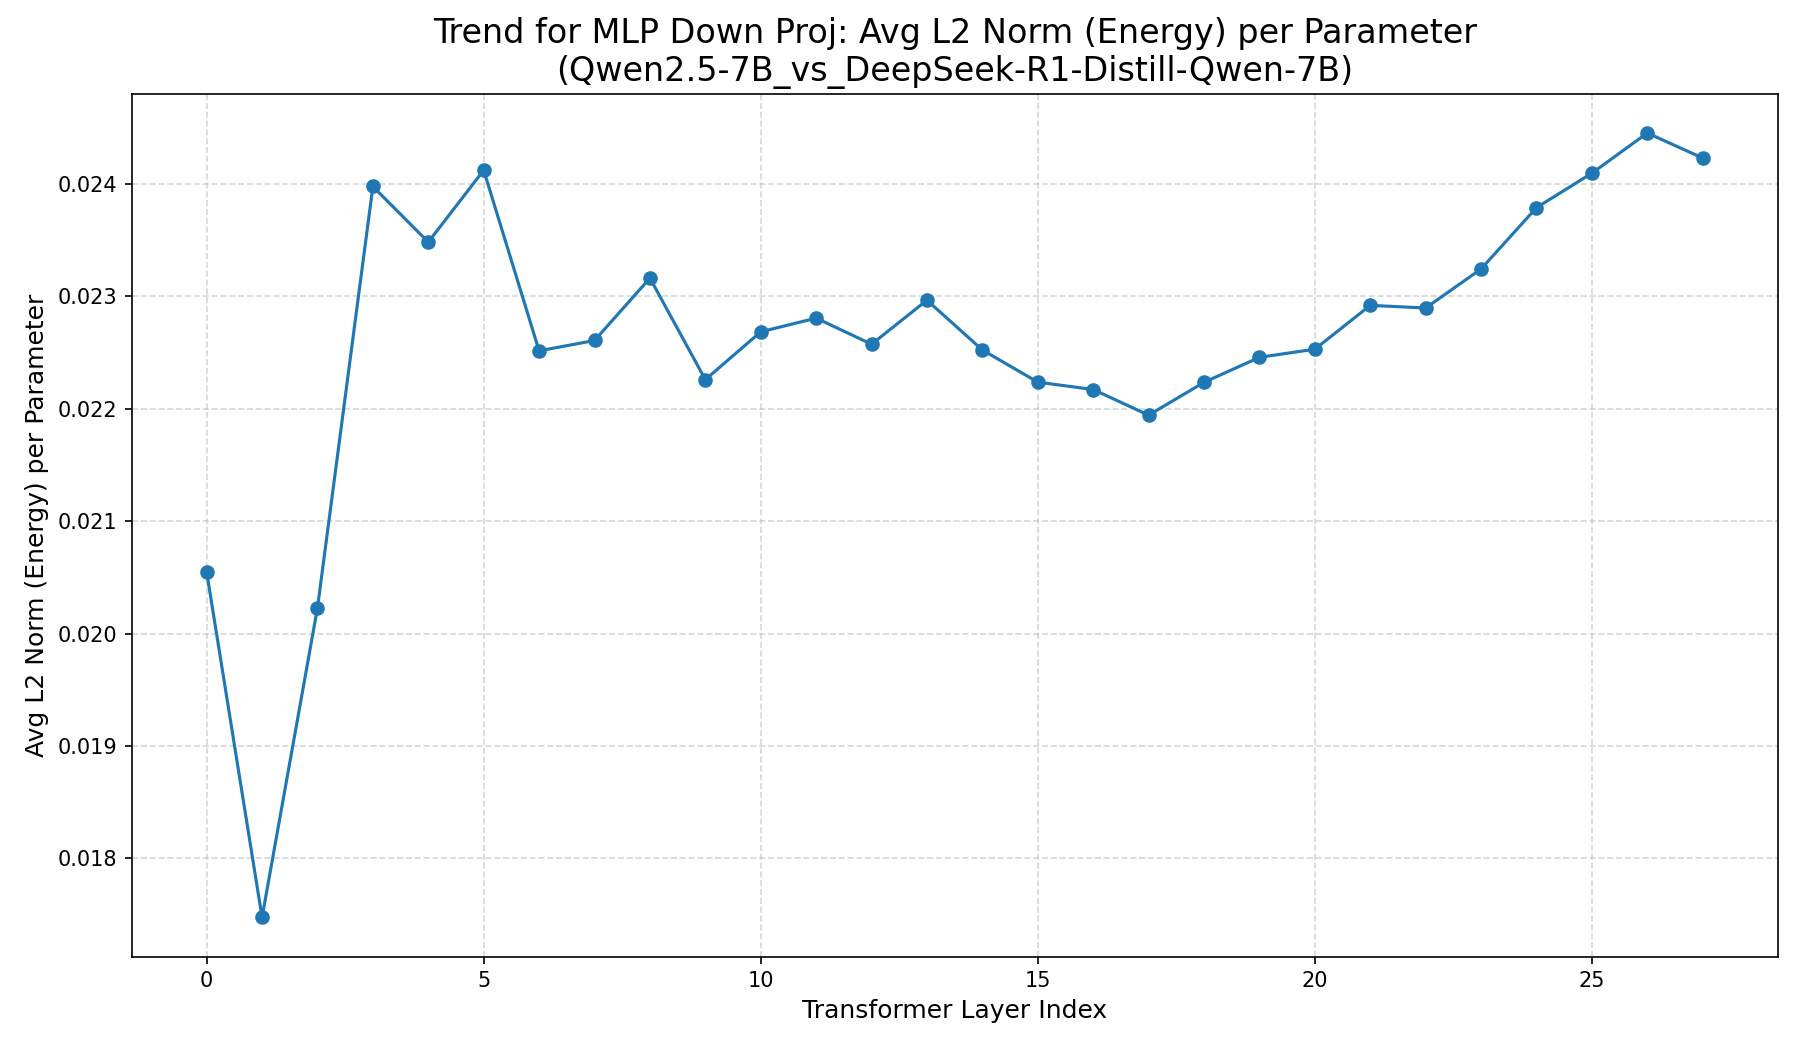 Trend for MLP Down Proj: Avg L2 Norm (Energy) per Parameter
(Qwen2.5-7B_vs_DeepSeek-R1-Distill-Qwen-7B)
Avg L2 Norm (Energy) per Parameter
0.024
0.023
0.022
0.021
0.020
0.019
0.018
0 5 10 15 20 25
Transformer Layer Index